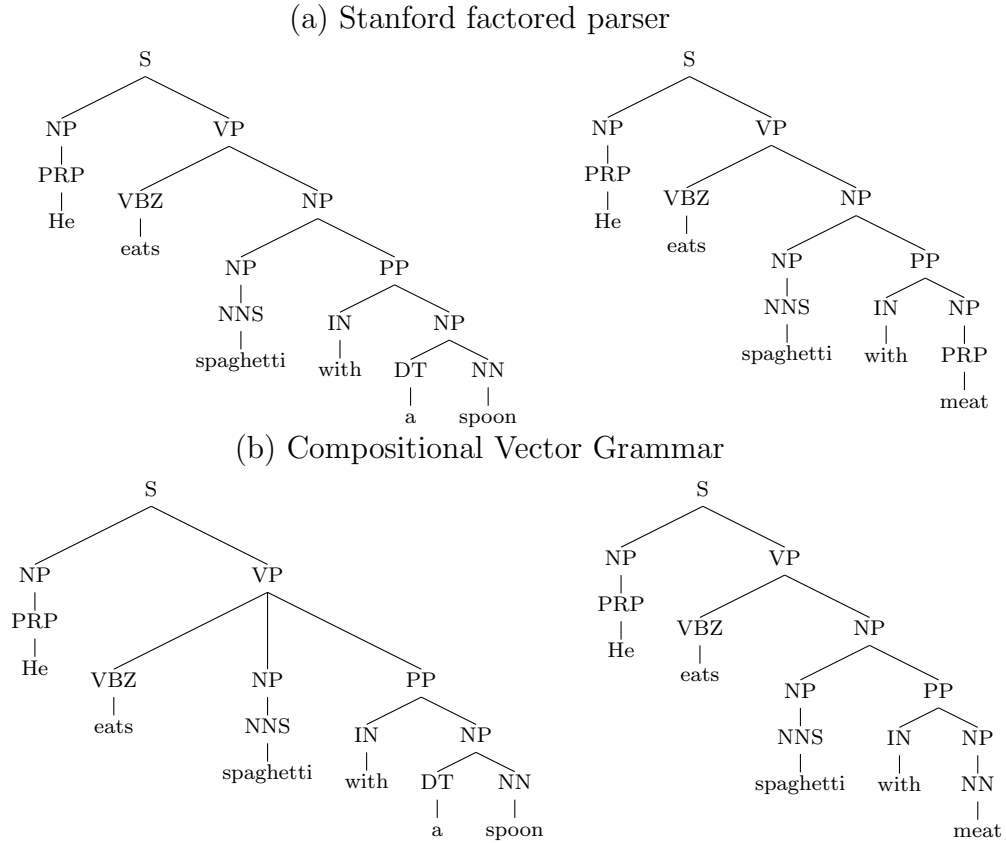 (a) Stanford factored parser
S S
NP VP NP VP
PRP VBZ NP PRP VBZ NP
He eats He eats
NP PP NP PP
NNS IN NP NNS IN NP
spaghetti with DT NN spaghetti with PRP
a spoon meat
(b) Compositional Vector Grammar
S S
NP VP NP VP
PRP PRP VBZ NP
He He eats
VBZ NP PP NP PP
eats NNS IN NP NNS IN NP
spaghetti with DT NN spaghetti with NN
a spoon meat